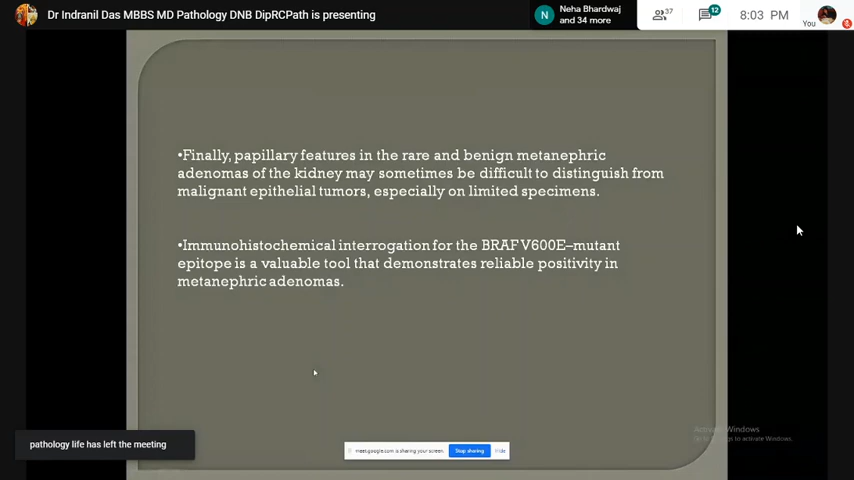 Dr Indranil Das MBBS MD Pathology DNB DipRCPath is presenting
N
Neha Bhardwaj
and 34 more
37
12
8:03 PM
You
•Finally, papillary features in the rare and benign metanephric
adenomas of the kidney may sometimes be difficult to distinguish from
malignant epithelial tumors, especially on limited specimens.
•Immunohistochemical interrogation for the BRAF V600E–mutant
epitope is a valuable tool that demonstrates reliable positivity in
metanephric adenomas.
Activate Windows
to activate Windows.
pathology life has left the meeting
meet.google.com is sharing your screen.
Stop sharing
Hide